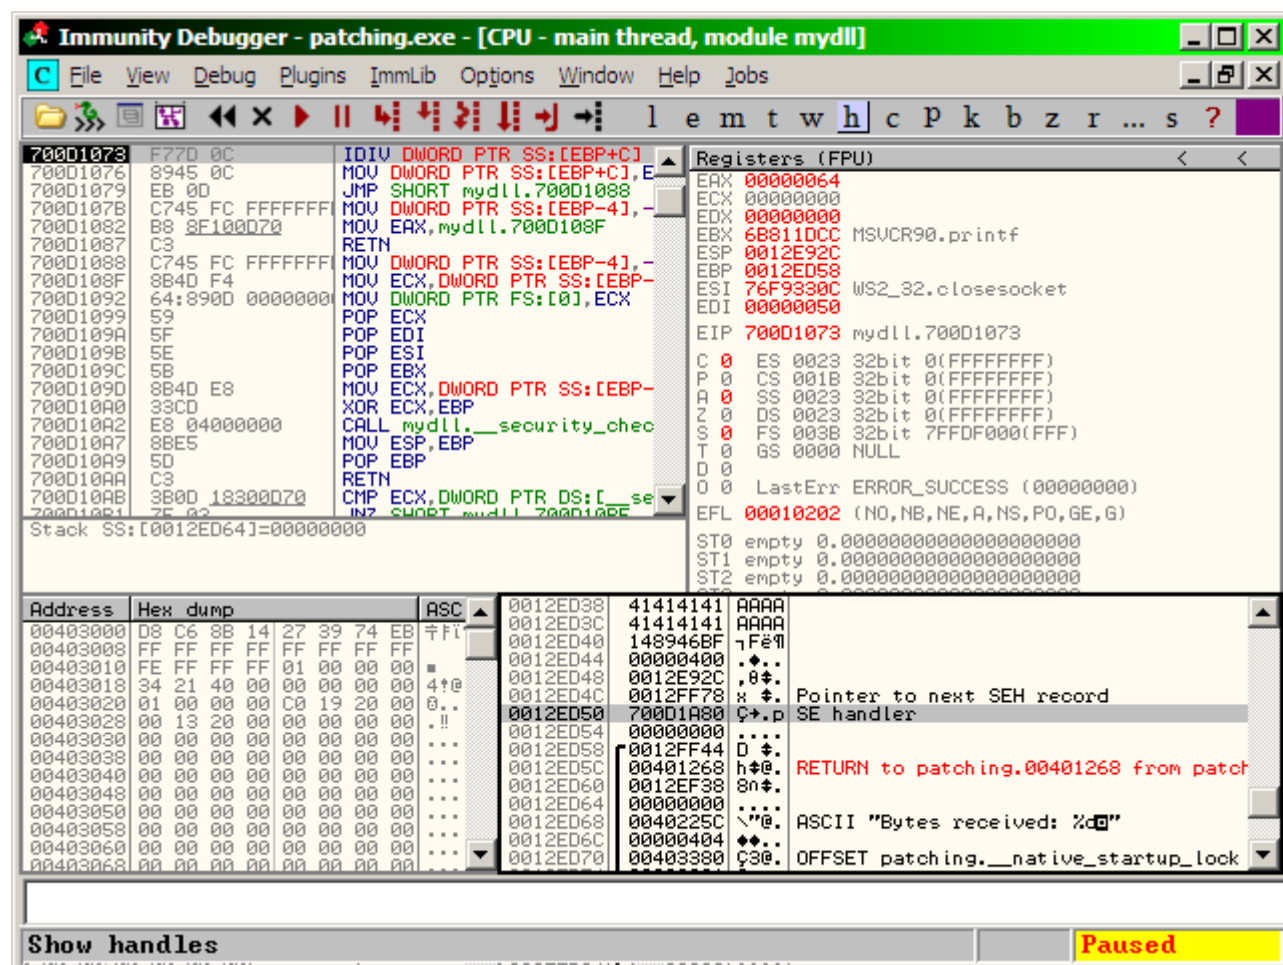 Immunity Debugger - patching.exe - [CPU - main thread, module mydll]
C File View Debug Plugins ImmLib Options Window Help Jobs
l e m t w h c P k b z r ... s ?
700D1073 F77D 0C IDIV DWORD PTR SS:[EBP+C]
700D1076 8945 0C MOV DWORD PTR SS:[EBP+C],E
700D1079 EB 0D JMP SHORT mydll.700D1088
700D107B C745 FC FFFFFFF MOV DWORD PTR SS:[EBP-4],-
700D1082 B8 8F100D70 MOV EAX,mydll.700D108F
700D1087 C3 RETN
700D1088 C745 FC FFFFFFF MOV DWORD PTR SS:[EBP-4],-
700D108F 8B4D F4 MOV ECX,DWORD PTR SS:[EBP-
700D1092 64:890D 0000000 MOV DWORD PTR FS:[0],ECX
700D1099 59 POP ECX
700D109A 5F POP EDI
700D109B 5E POP ESI
700D109C 5B POP EBX
700D109D 8B4D E8 MOV ECX,DWORD PTR SS:[EBP-
700D10A0 33CD XOR ECX,EBP
700D10A2 E8 04000000 CALL mydll.__security_chec
700D10A7 8BE5 MOV ESP,EBP
700D10A9 5D POP EBP
700D10AA C3 RETN
700D10AB 3B0D 18300D70 CMP ECX,DWORD PTR DS:[__se
Stack SS:[0012ED64]=00000000
Registers (FPU) < <
EAX 00000064
ECX 00000000
EDX 00000000
EBX 6B811DCC MSVCR90.printf
ESP 0012E92C
EBP 0012ED58
ESI 76F9330C WS2_32.closesocket
EDI 00000050
EIP 700D1073 mydll.700D1073
C 0 ES 0023 32bit 0(FFFFFFFF)
P 0 CS 001B 32bit 0(FFFFFFFF)
A 0 SS 0023 32bit 0(FFFFFFFF)
Z 0 DS 0023 32bit 0(FFFFFFFF)
S 0 FS 003B 32bit 7FFDF000(FFF)
T 0 GS 0000 NULL
D 0
O 0 LastErr ERROR_SUCCESS (00000000)
EFL 00010202 (NO,NB,NE,A,NS,PO,GE,G)
ST0 empty 0.00000000000000000000
ST1 empty 0.00000000000000000000
ST2 empty 0.00000000000000000000
Address Hex dump ASC
00403000 D8 C6 8B 14 27 39 74 EB
00403008 FF FF FF FF FF FF FF FF
00403010 FE FF FF FF 01 00 00 00
00403018 34 21 40 00 00 00 00 00 4!@
00403020 01 00 00 00 C0 19 20 00
00403028 00 13 20 00 00 00 00 00 .‼
00403030 00 00 00 00 00 00 00 00 ...
00403038 00 00 00 00 00 00 00 00 ...
00403040 00 00 00 00 00 00 00 00 ...
00403048 00 00 00 00 00 00 00 00 ...
00403050 00 00 00 00 00 00 00 00 ...
00403058 00 00 00 00 00 00 00 00 ...
00403060 00 00 00 00 00 00 00 00 ...
00403068 00 00 00 00 00 00 00 00
0012ED38 41414141 AAAA
0012ED3C 41414141 AAAA
0012ED40 148946BF ┐Fë¶
0012ED44 00000400 .♦..
0012ED48 0012E92C ,θ↕.
0012ED4C 0012FF78 x ↕. Pointer to next SEH record
0012ED50 700D1A80 Ç→.p SE handler
0012ED54 00000000 ....
0012ED58 0012FF44 D ↕.
0012ED5C 00401268 h↕@. RETURN to patching.00401268 from patch
0012ED60 0012EF38 8∩↕.
0012ED64 00000000 ....
0012ED68 0040225C \"@. ASCII "Bytes received: %d◘"
0012ED6C 00000404 ♦♦..
0012ED70 00403380 Ç3@. OFFSET patching.__native_startup_lock
Show handles
Paused